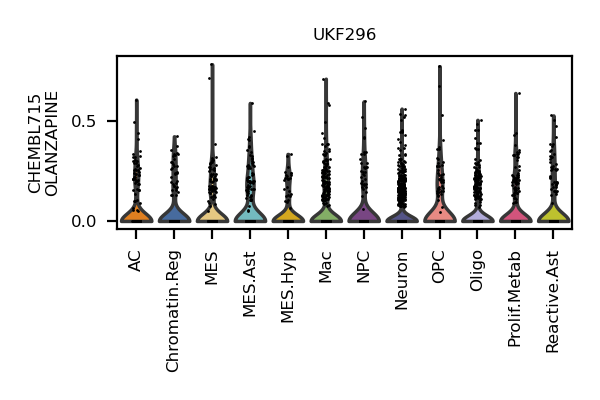 UKF296
CHEMBL715
OLANZAPINE
0.5
0.0
AC
Chromatin.Reg
MES
MES.Ast
MES.Hyp
Mac
NPC
Neuron
OPC
Oligo
Prolif.Metab
Reactive.Ast